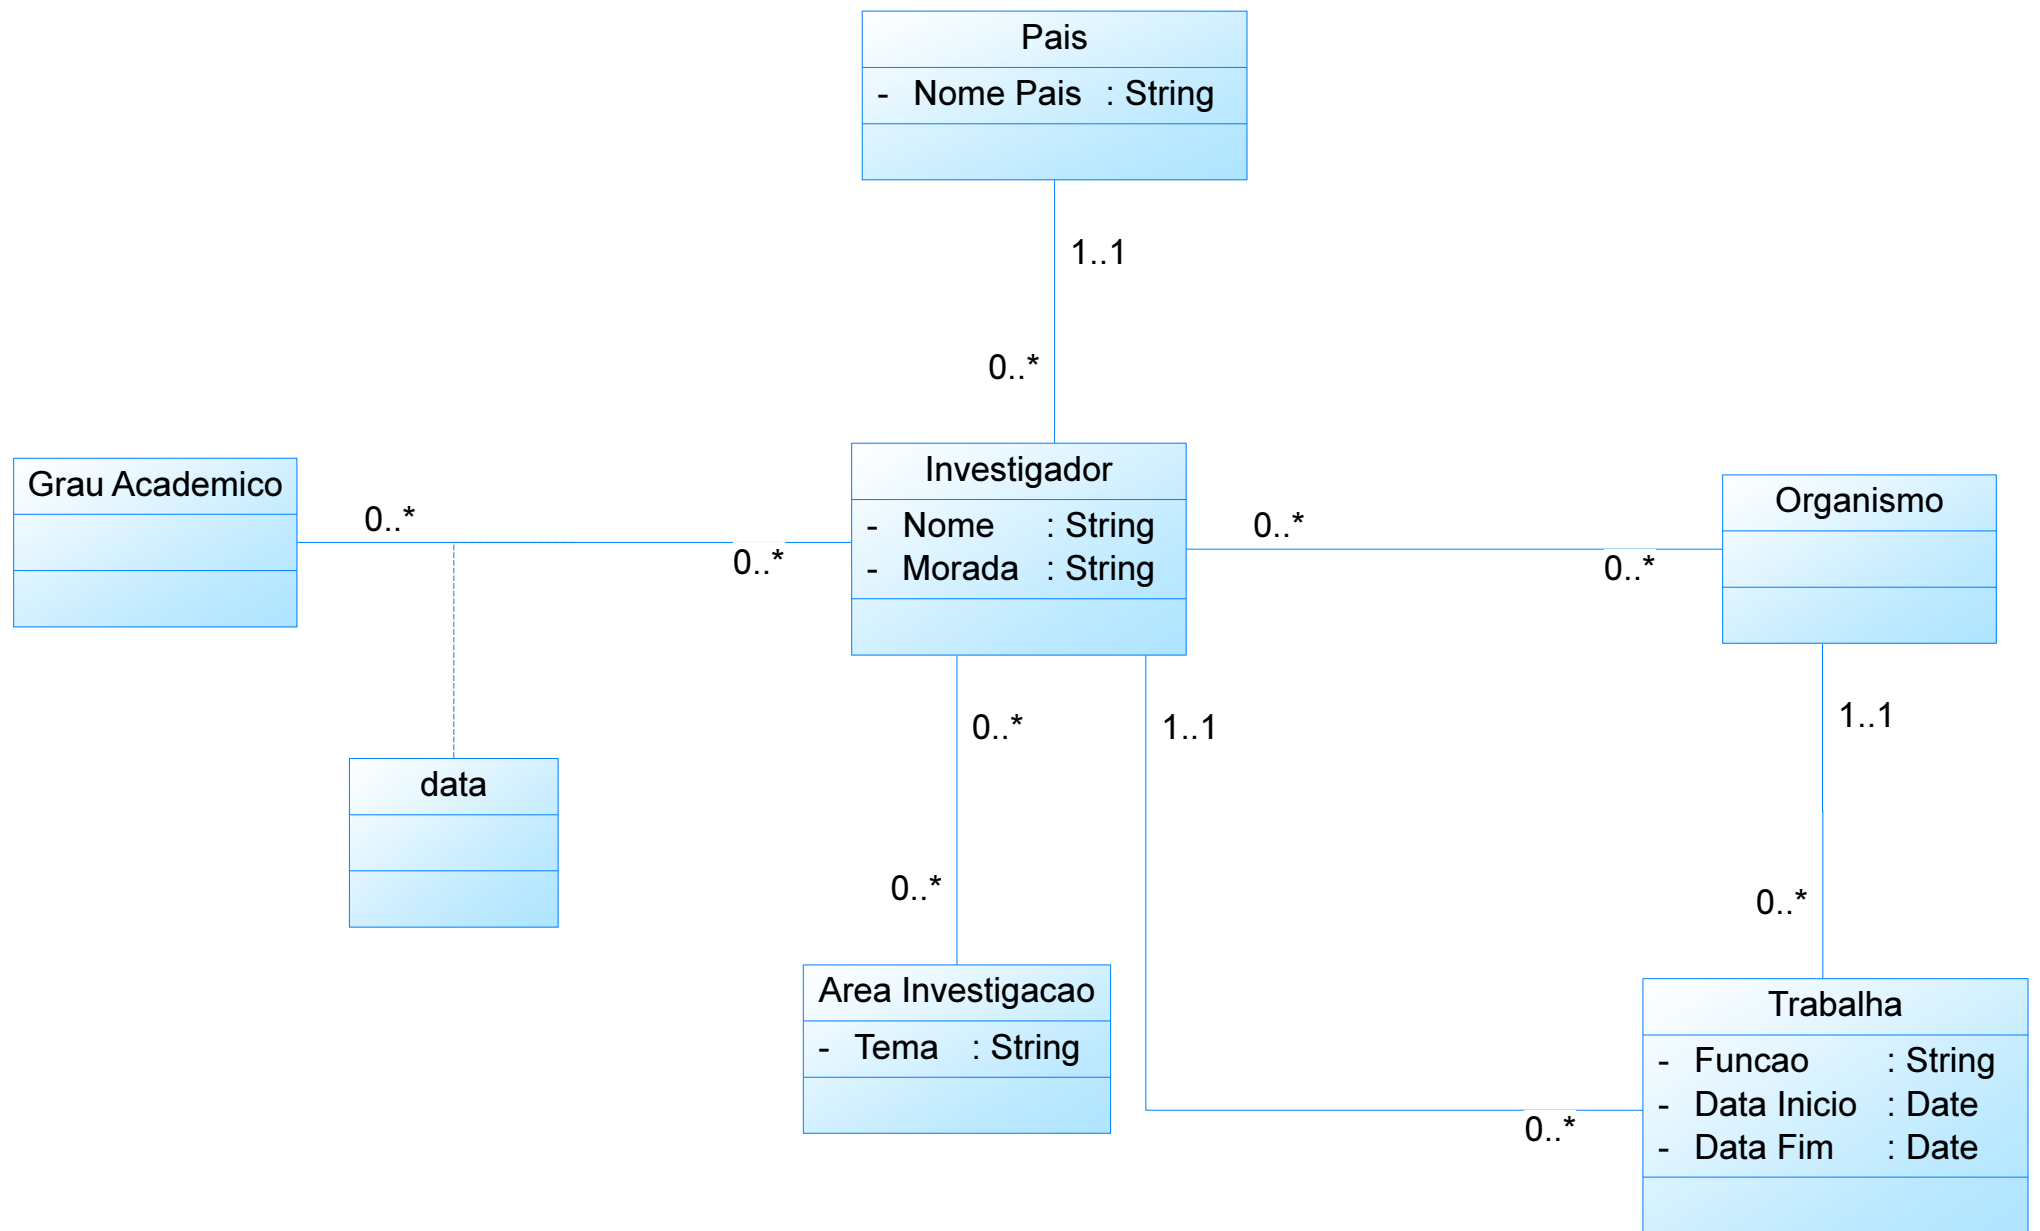 Pais
- Nome Pais : String
1..1
0..*
Grau Academico
0..*
0..*
Investigador
- Nome : String
- Morada : String
0..*
0..*
Organismo
data
0..*
1..1
1..1
0..*
0..*
Area Investigacao
- Tema : String
0..*
Trabalha
- Funcao : String
- Data Inicio : Date
- Data Fim : Date